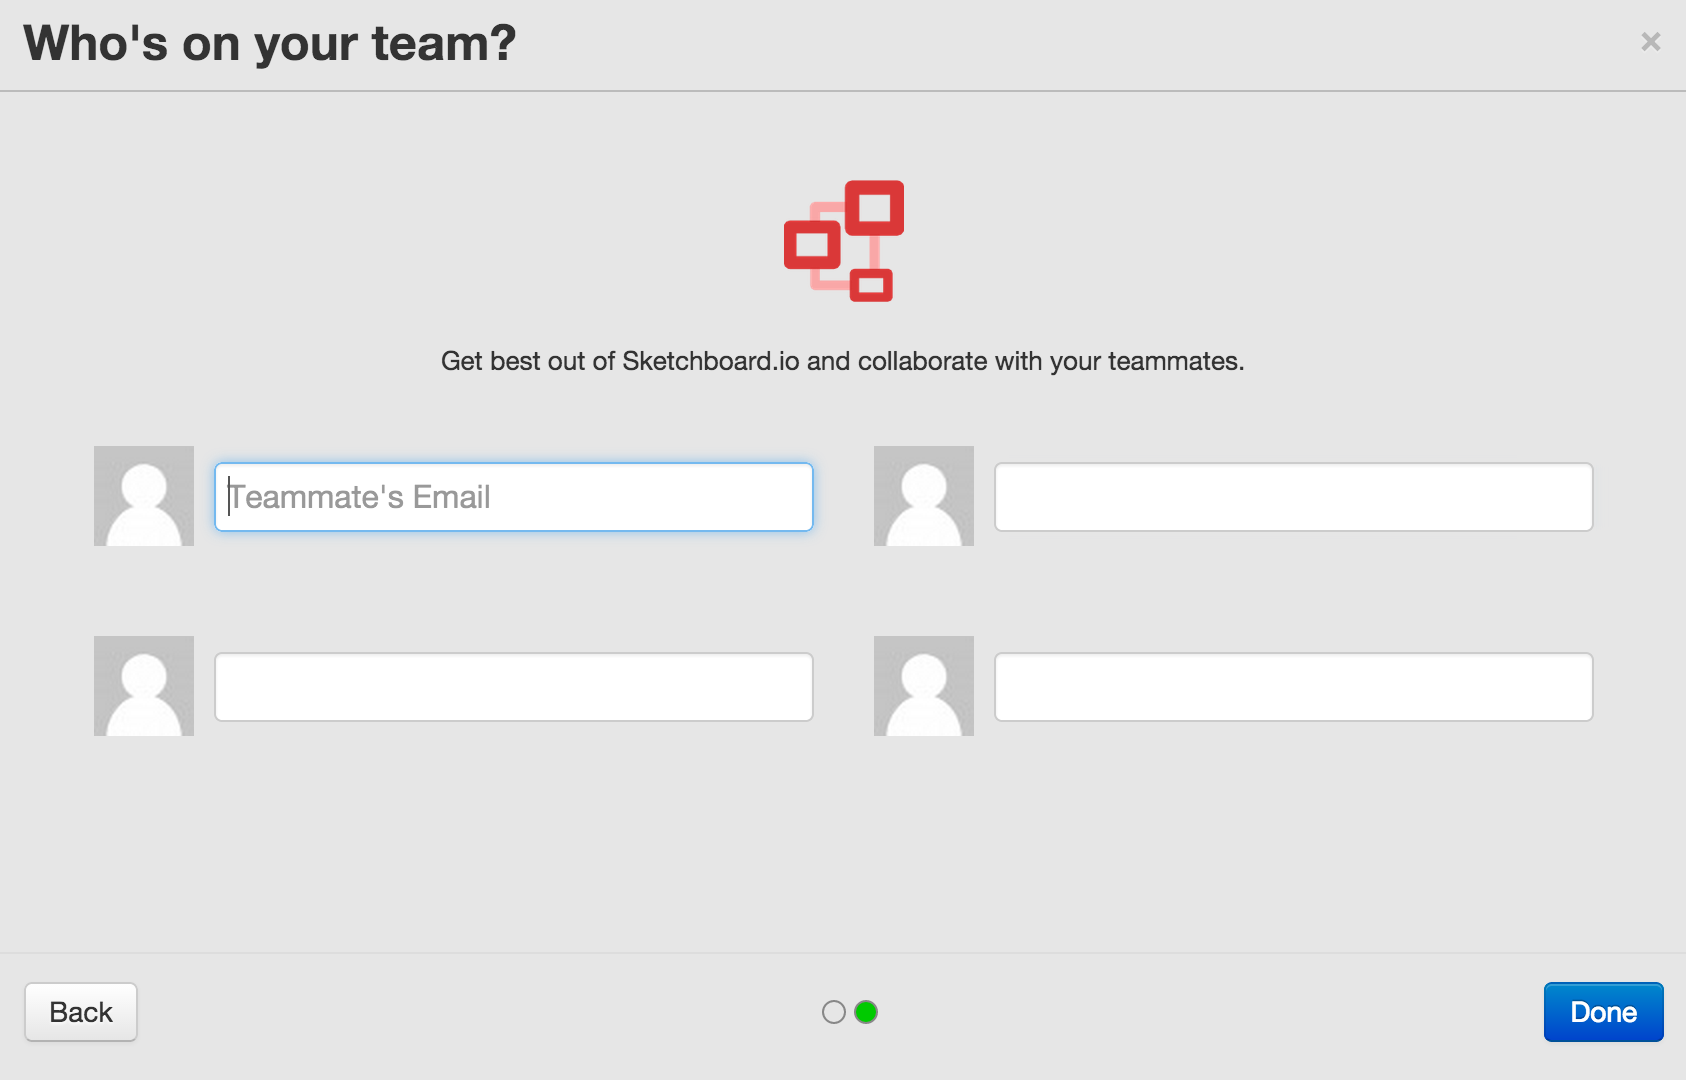 Who's on your team?
×
Get best out of Sketchboard.io and collaborate with your teammates.
Teammate's Email
Back
Done